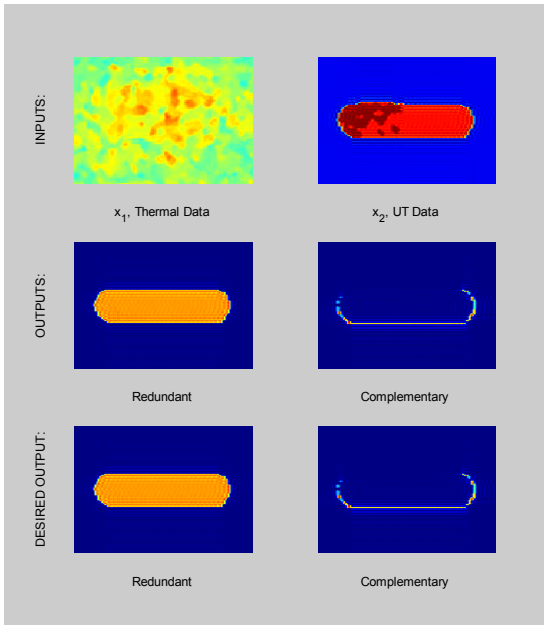 INPUTS:
x1, Thermal Data
x2, UT Data
OUTPUTS:
Redundant
Complementary
DESIRED OUTPUT:
Redundant
Complementary